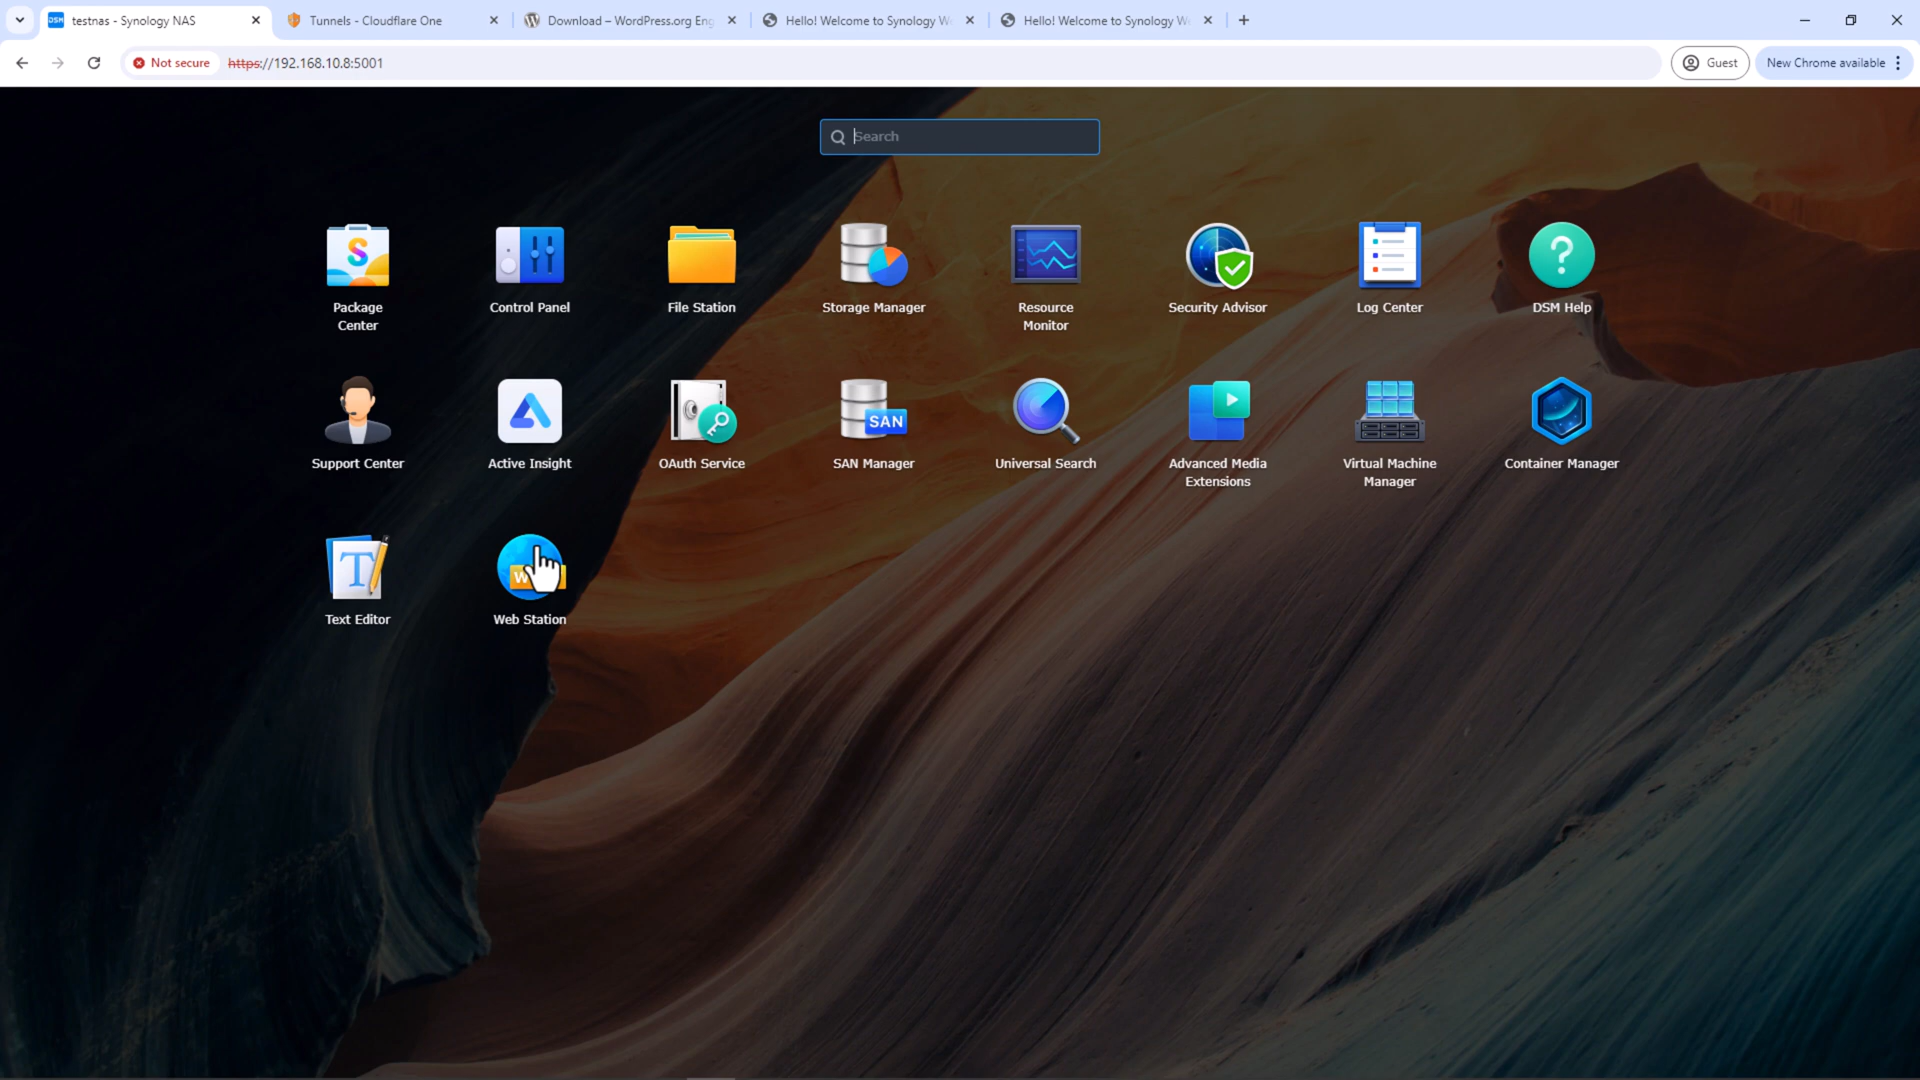 DSM testnas - Synology NAS
Tunnels - Cloudflare One
Download – WordPress.org Eng
Hello! Welcome to Synology W
Hello! Welcome to Synology W
Not secure
https://192.168.10.8:5001
Guest
New Chrome available
Search
S
Package
Center
Control Panel
File Station
Storage Manager
Resource
Monitor
Security Advisor
Log Center
?
DSM Help
Support Center
Active Insight
OAuth Service
SAN
SAN Manager
Universal Search
Advanced Media
Extensions
Virtual Machine
Manager
Container Manager
T
Text Editor
W
Web Station